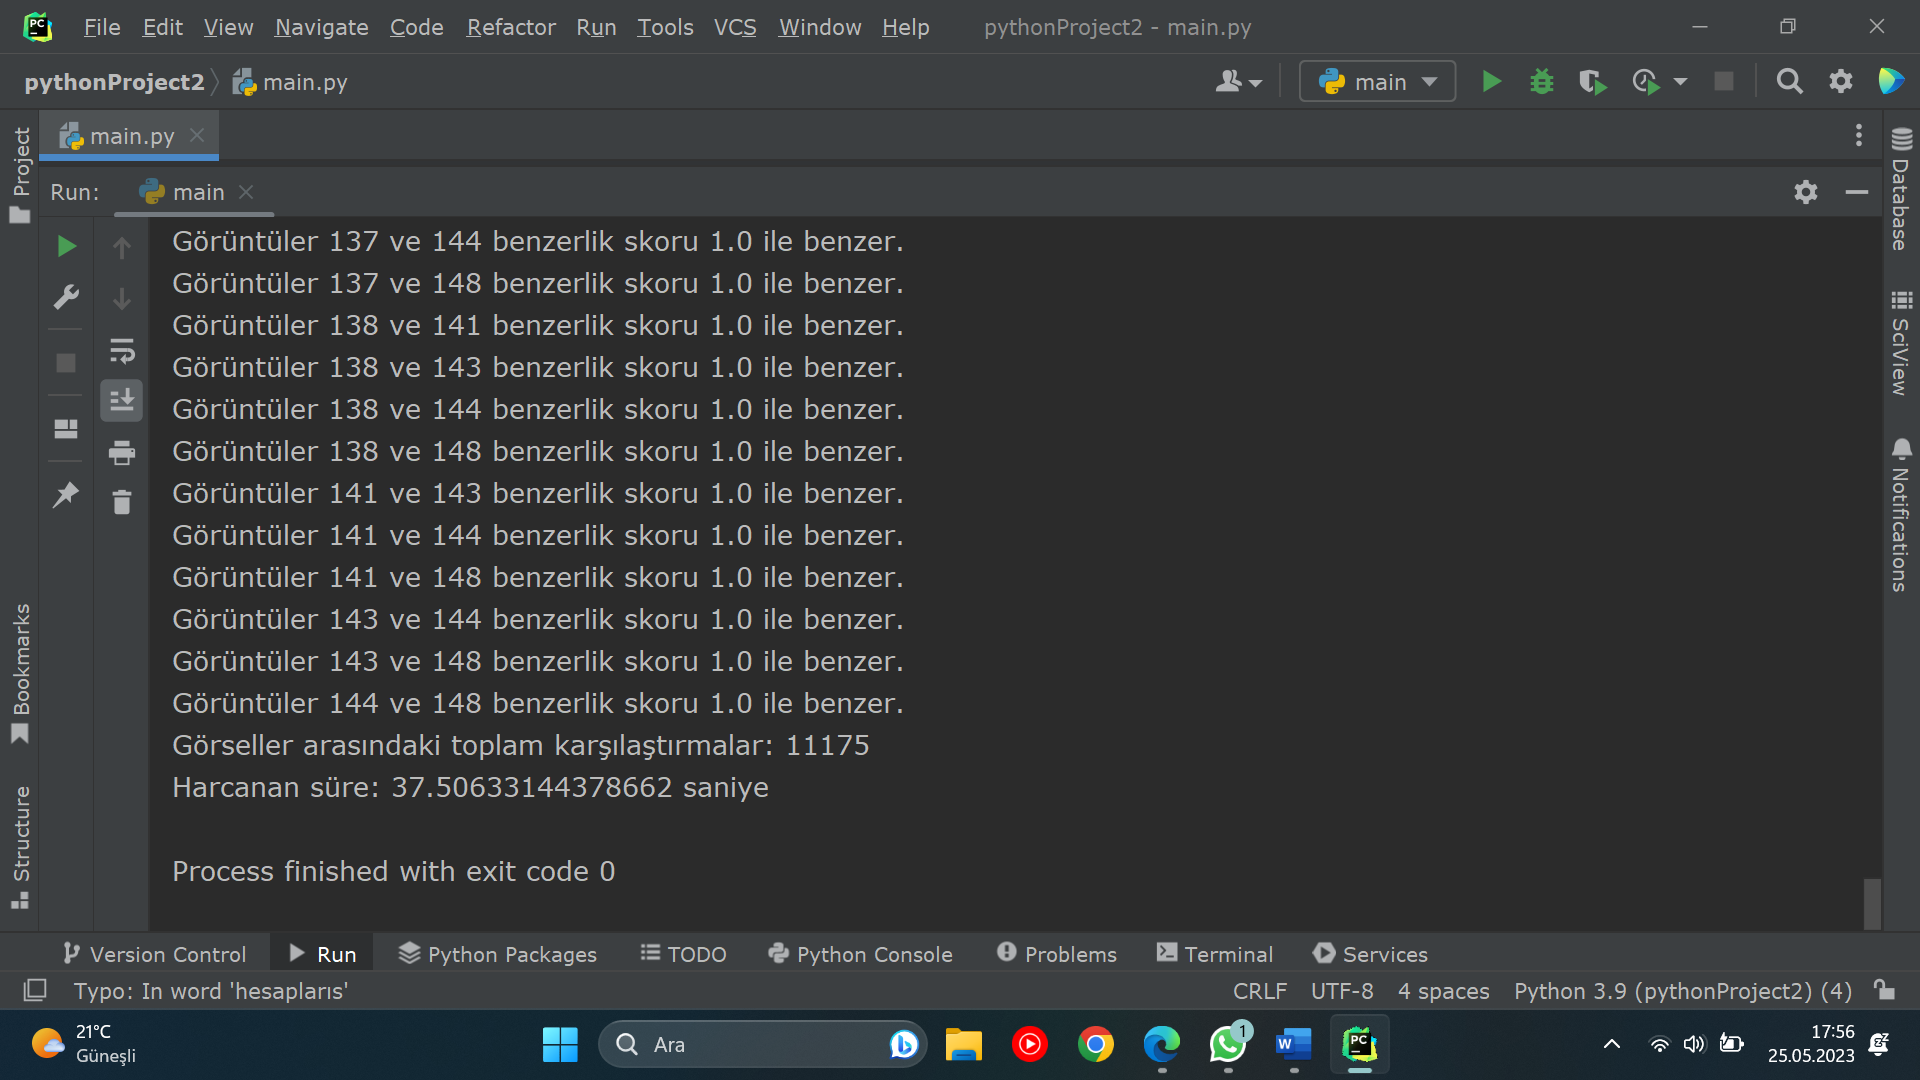 File Edit View Navigate Code Refactor Run Tools VCS Window Help pythonProject2 - main.py
pythonProject2 main.py main
Project
main.py
Run: main
Görüntüler 137 ve 144 benzerlik skoru 1.0 ile benzer.
Görüntüler 137 ve 148 benzerlik skoru 1.0 ile benzer.
Görüntüler 138 ve 141 benzerlik skoru 1.0 ile benzer.
Görüntüler 138 ve 143 benzerlik skoru 1.0 ile benzer.
Görüntüler 138 ve 144 benzerlik skoru 1.0 ile benzer.
Görüntüler 138 ve 148 benzerlik skoru 1.0 ile benzer.
Görüntüler 141 ve 143 benzerlik skoru 1.0 ile benzer.
Görüntüler 141 ve 144 benzerlik skoru 1.0 ile benzer.
Görüntüler 141 ve 148 benzerlik skoru 1.0 ile benzer.
Görüntüler 143 ve 144 benzerlik skoru 1.0 ile benzer.
Görüntüler 143 ve 148 benzerlik skoru 1.0 ile benzer.
Görüntüler 144 ve 148 benzerlik skoru 1.0 ile benzer.
Görseller arasındaki toplam karşılaştırmalar: 11175
Harcanan süre: 37.50633144378662 saniye
Process finished with exit code 0
Bookmarks
Structure
Database
SciView
Notifications
Version Control Run Python Packages TODO Python Console Problems Terminal Services
Typo: In word 'hesaplarıs' CRLF UTF-8 4 spaces Python 3.9 (pythonProject2) (4)
21°C
Güneşli
Ara
1
17:56
25.05.2023